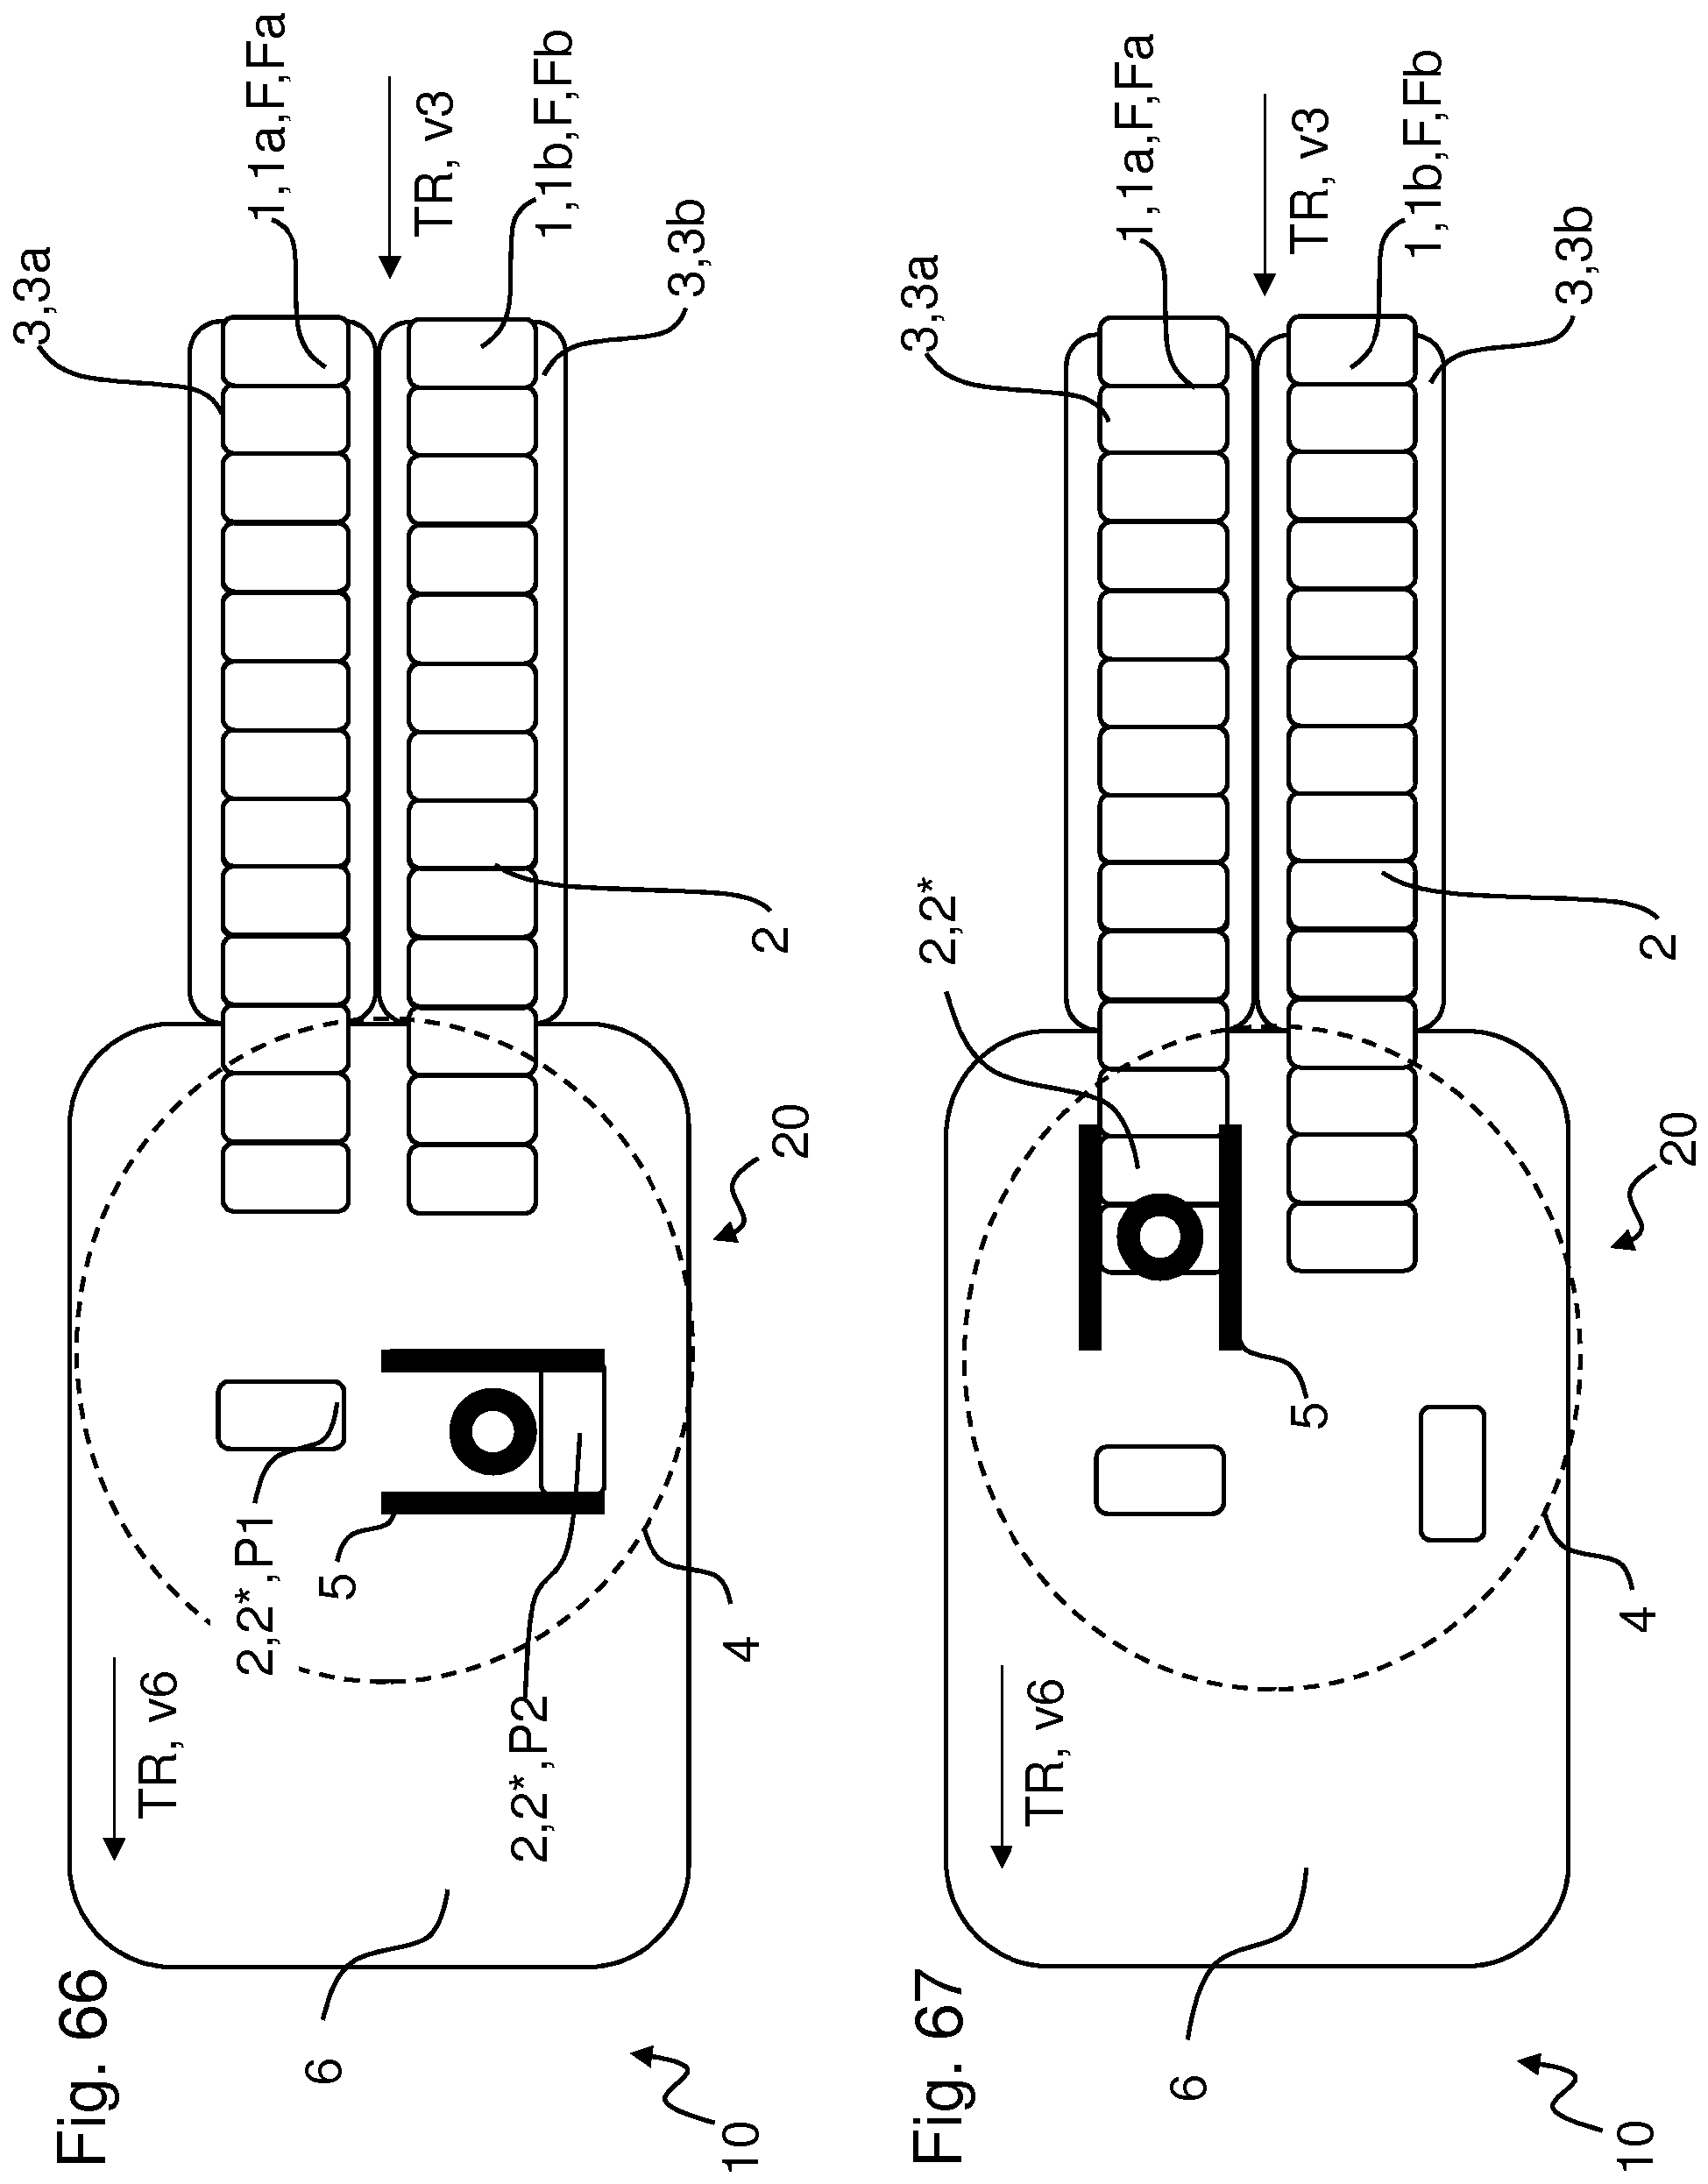 Fig. 66
10
6
TR, v6
2,2*,P2
2,2*,P1
5
4
20
2
3,3a
3,3b
1,1a,F,Fa
TR, v3
1,1b,F,Fb
Fig. 67
10
6
TR, v6
4
5
20
2,2*
2
3,3a
3,3b
1,1a,F,Fa
TR, v3
1,1b,F,Fb